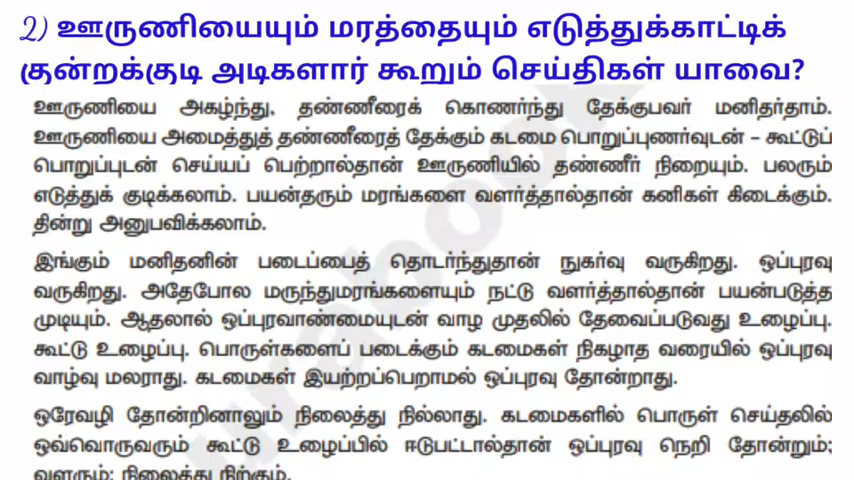 2) ஊருணியையும் மரத்தையும் எடுத்துக்காட்டிக்
குன்றக்குடி அடிகளார் கூறும் செய்திகள் யாவை?
ஊருணியை அகழ்ந்து, தண்ணீரைக் கொணர்ந்து தேக்குபவர் மனிதர்தாம்.
ஊருணியை அமைத்துத் தண்ணீரைத் தேக்கும் கடமை பொறுப்புணர்வுடன் – கூட்டுப்
பொறுப்புடன் செய்யப் பெற்றால்தான் ஊருணியில் தண்ணீர் நிறையும். பலரும்
எடுத்துக் குடிக்கலாம். பயன்தரும் மரங்களை வளர்த்தால்தான் கனிகள் கிடைக்கும்.
தின்று அனுபவிக்கலாம்.
இங்கும் மனிதனின் படைப்பைத் தொடர்ந்துதான் நுகர்வு வருகிறது. ஒப்புரவு
வருகிறது. அதேபோல மருந்துமரங்களையும் நட்டு வளர்த்தால்தான் பயன்படுத்த
முடியும். ஆதலால் ஒப்புரவாண்மையுடன் வாழ முதலில் தேவைப்படுவது உழைப்பு.
கூட்டு உழைப்பு. பொருள்களைப் படைக்கும் கடமைகள் நிகழாத வரையில் ஒப்புரவு
வாழ்வு மலராது. கடமைகள் இயற்றப்பெறாமல் ஒப்புரவு தோன்றாது.
ஒரேவழி தோன்றினாலும் நிலைத்து நில்லாது. கடமைகளில் பொருள் செய்தலில்
ஒவ்வொருவரும் கூட்டு உழைப்பில் ஈடுபட்டால்தான் ஒப்புரவு நெறி தோன்றும்;
வளரும்; நிலைத்து நிற்கும்.